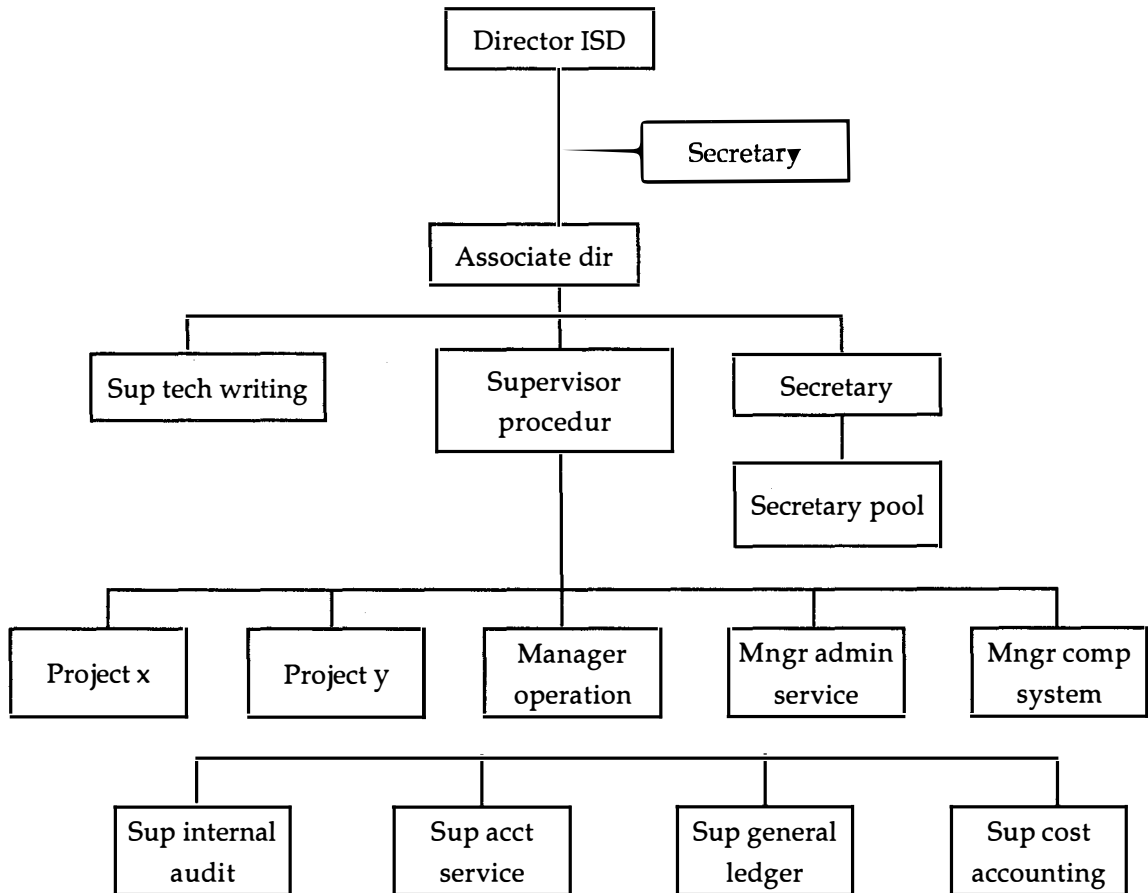 Director ISD
Secretary
Associate dir
Sup tech writing
Supervisor
procedur
Secretary
Secretary pool
Project x
Project y
Manager
operation
Mngr admin
service
Mngr comp
system
Sup internal
audit
Sup acct
service
Sup general
ledger
Sup cost
accounting